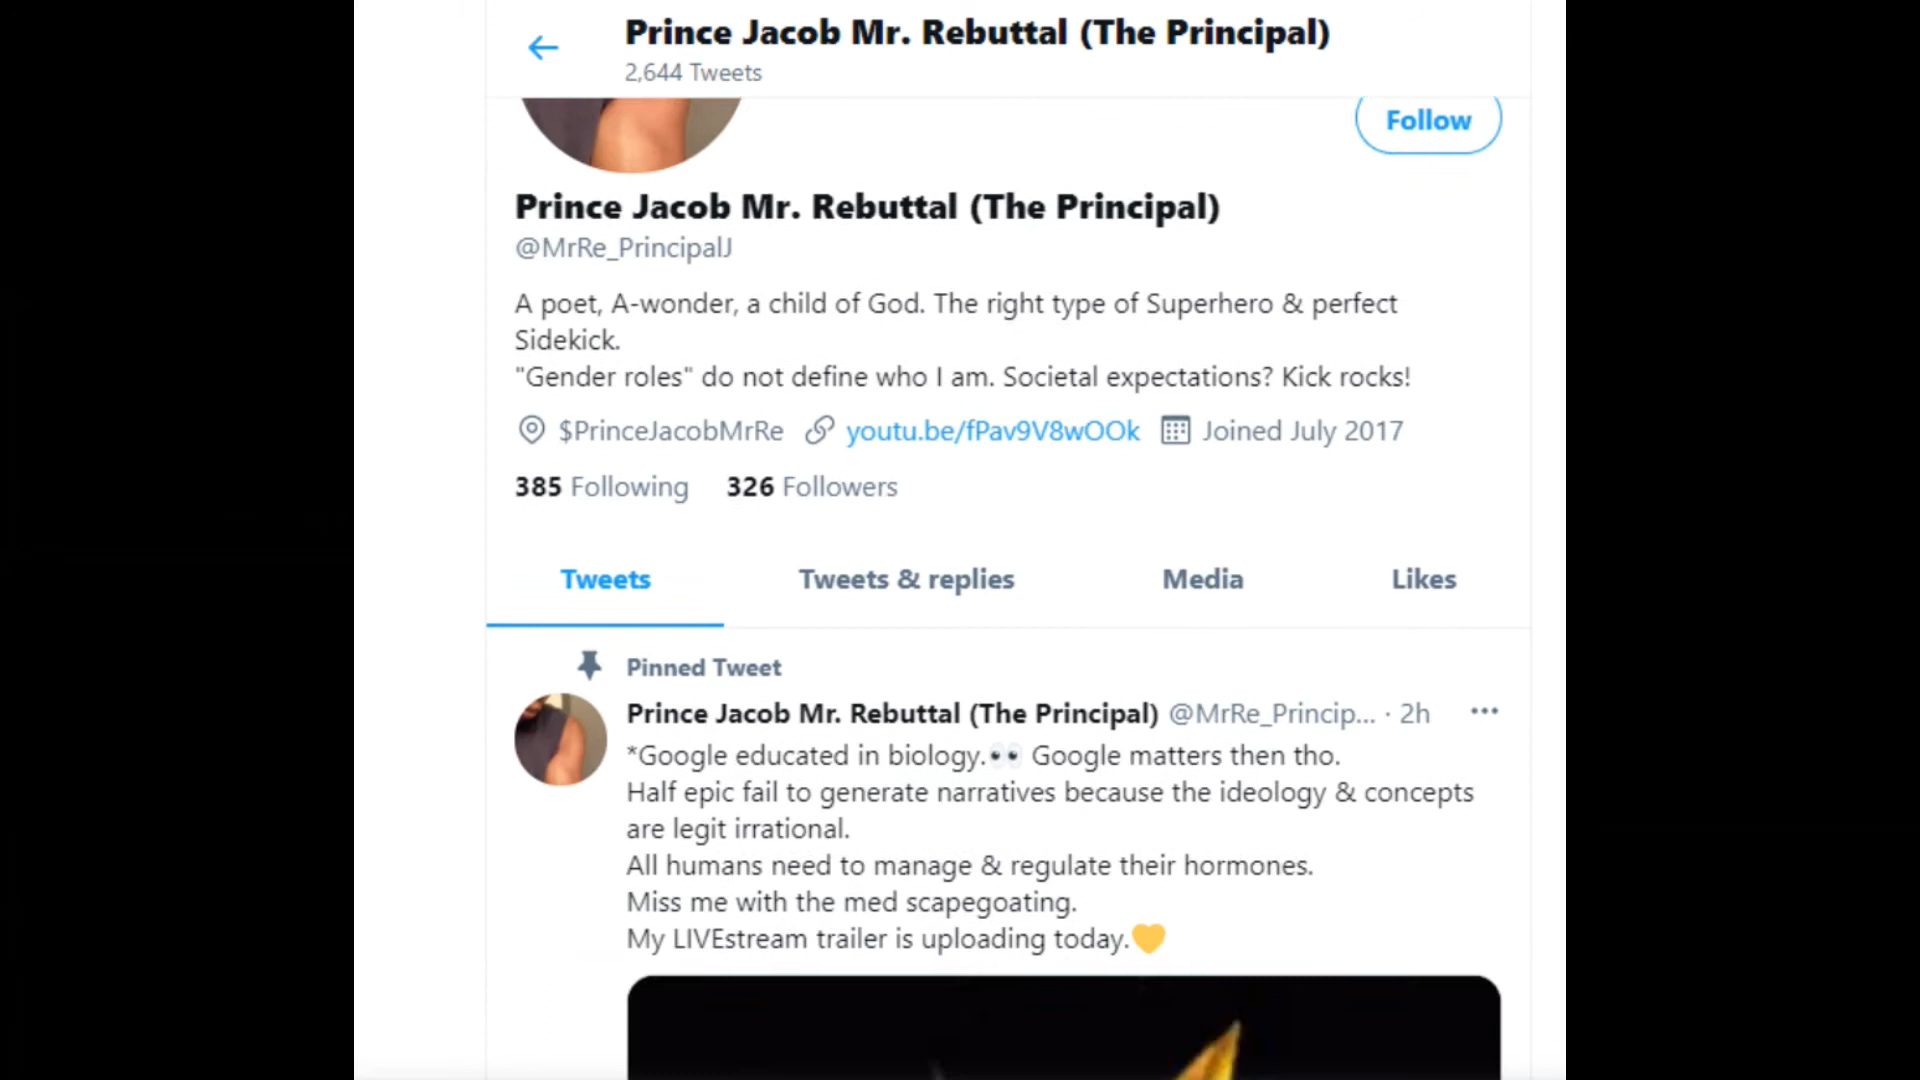 Prince Jacob Mr. Rebuttal (The Principal)
2,644 Tweets
Follow
Prince Jacob Mr. Rebuttal (The Principal)
@MrRe_PrincipalJ
A poet, A-wonder, a child of God. The right type of Superhero & perfect
Sidekick.
"Gender roles" do not define who I am. Societal expectations? Kick rocks!
$PrinceJacobMrRe youtu.be/fPav9V8wOOk Joined July 2017
385 Following 326 Followers
Tweets Tweets & replies Media Likes
Pinned Tweet
Prince Jacob Mr. Rebuttal (The Principal) @MrRe_Princip... · 2h
*Google educated in biology.👀 Google matters then tho.
Half epic fail to generate narratives because the ideology & concepts
are legit irrational.
All humans need to manage & regulate their hormones.
Miss me with the med scapegoating.
My LIVEstream trailer is uploading today.💛